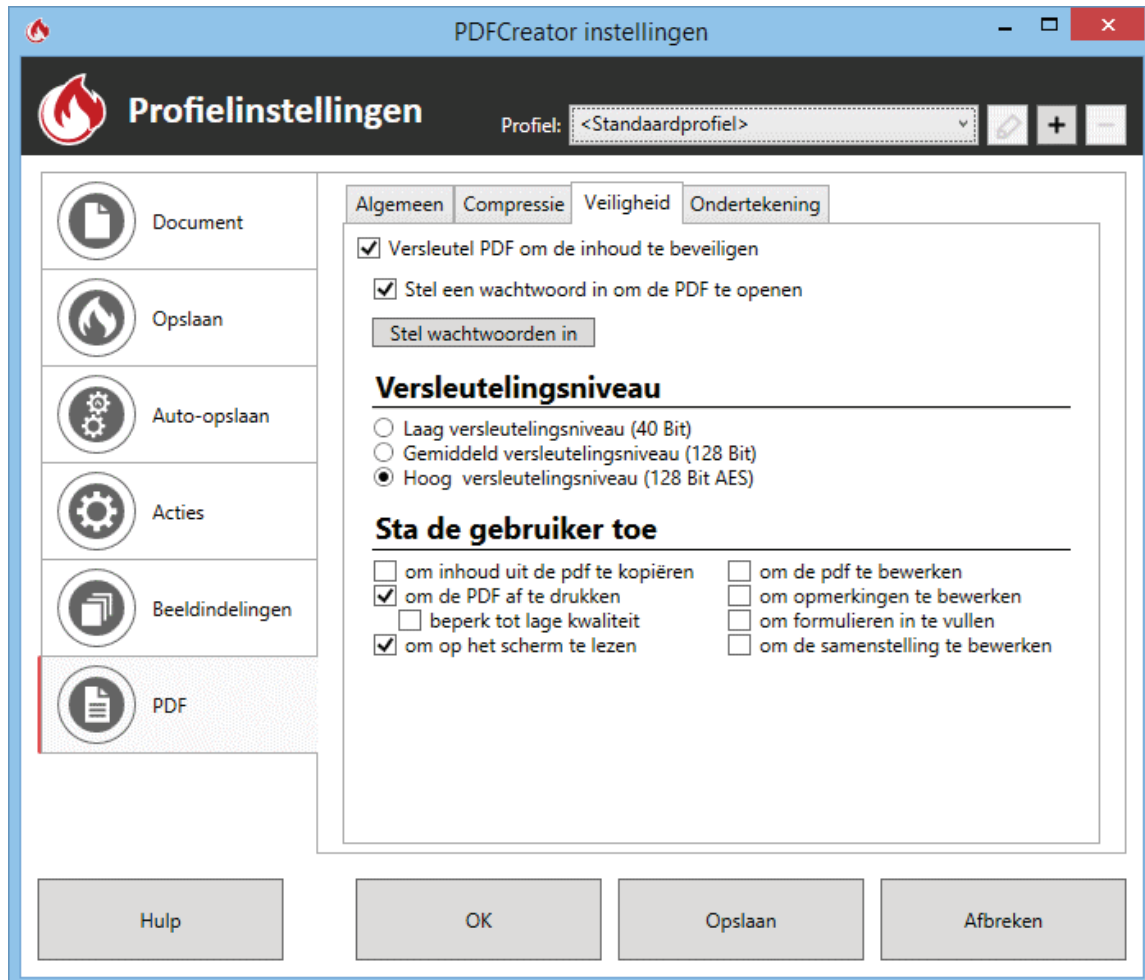 PDFCreator instellingen
Profielinstellingen
Profiel: <Standaardprofiel>
Document
Opslaan
Auto-opslaan
Acties
Beeldindelingen
PDF
Algemeen Compressie Veiligheid Ondertekening
Versleutel PDF om de inhoud te beveiligen
Stel een wachtwoord in om de PDF te openen
Stel wachtwoorden in
Versleutelingsniveau
Laag versleutelingsniveau (40 Bit)
Gemiddeld versleutelingsniveau (128 Bit)
Hoog versleutelingsniveau (128 Bit AES)
Sta de gebruiker toe
om inhoud uit de pdf te kopiëren
om de PDF af te drukken
beperk tot lage kwaliteit
om op het scherm te lezen
om de pdf te bewerken
om opmerkingen te bewerken
om formulieren in te vullen
om de samenstelling te bewerken
Hulp
OK
Opslaan
Afbreken